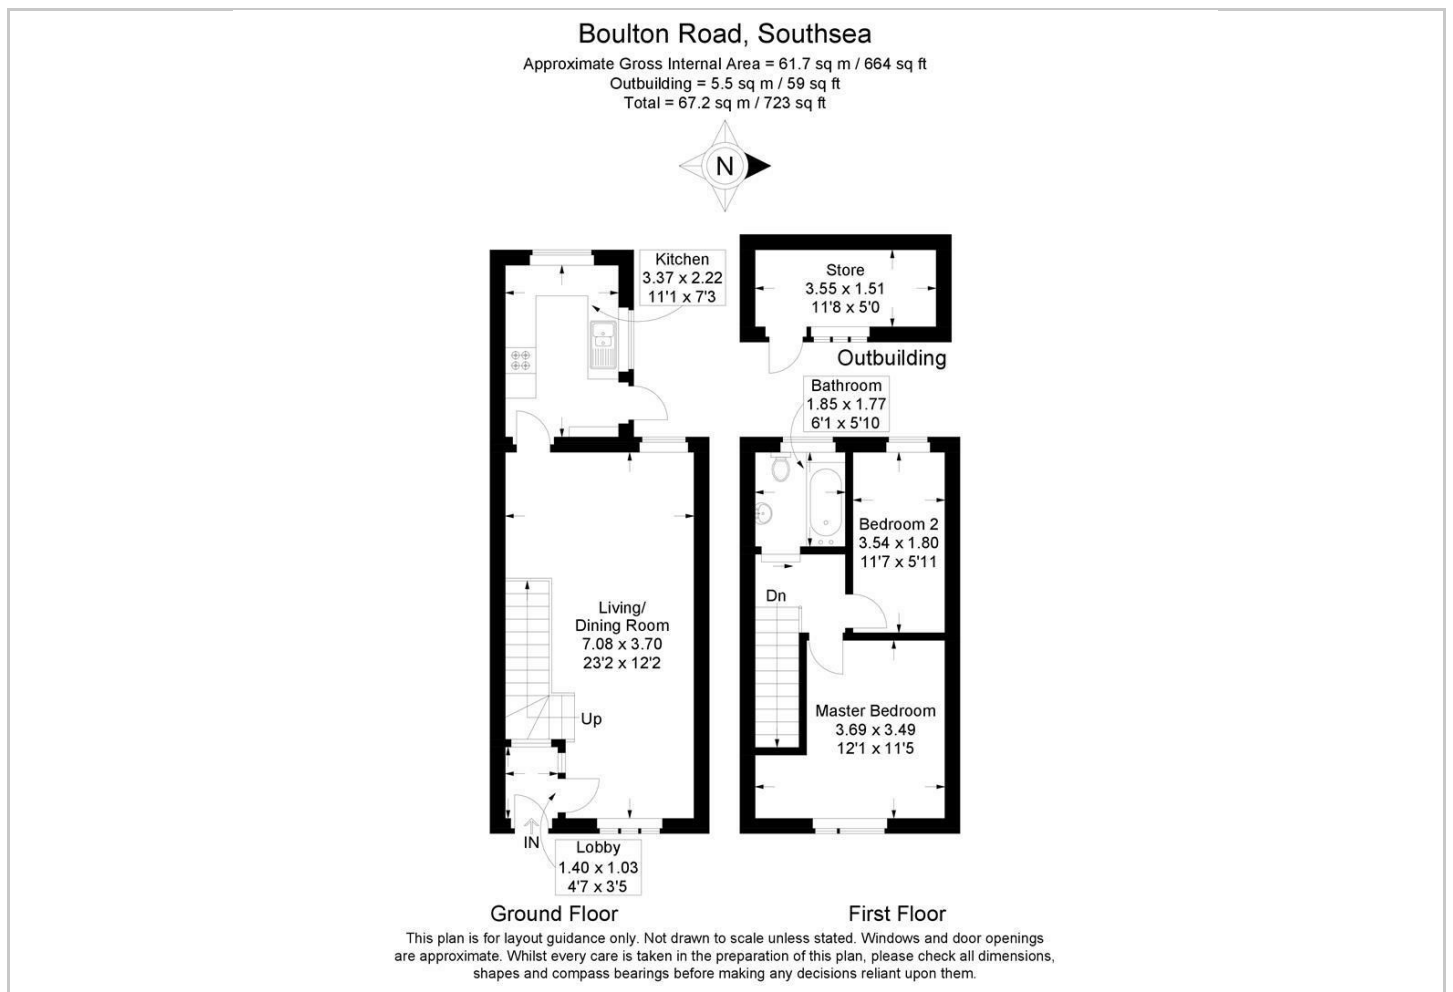 Boulton Road, Southsea
Approximate Gross Internal Area = 61.7 sq m / 664 sq ft
Outbuilding = 5.5 sq m / 59 sq ft
Total = 67.2 sq m / 723 sq ft
N
Kitchen
3.37 x 2.22
11'1 x 7'3
Store
3.55 x 1.51
11'8 x 5'0
Outbuilding
Bathroom
1.85 x 1.77
6'1 x 5'10
Bedroom 2
3.54 x 1.80
11'7 x 5'11
Dn
Living/
Dining Room
7.08 x 3.70
23'2 x 12'2
Up
Master Bedroom
3.69 x 3.49
12'1 x 11'5
IN
Lobby
1.40 x 1.03
4'7 x 3'5
Ground Floor
First Floor
This plan is for layout guidance only. Not drawn to scale unless stated. Windows and door openings
are approximate. Whilst every care is taken in the preparation of this plan, please check all dimensions,
shapes and compass bearings before making any decisions reliant upon them.